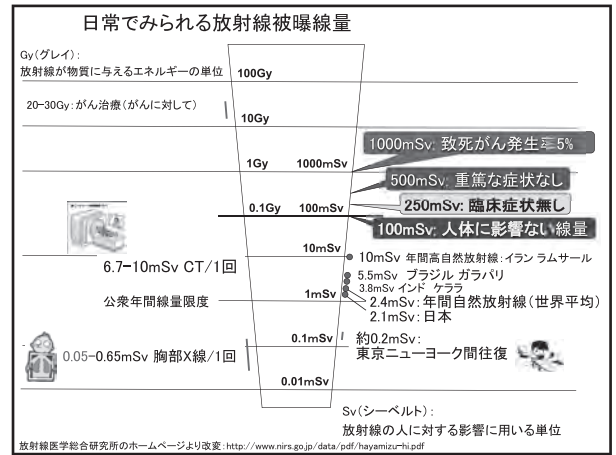 日常でみられる放射線被曝線量
Gy(グレイ):
放射線が物質に与えるエネルギーの単位
100Gy
20-30Gy:がん治療(がんに対して)
10Gy
1000mSv: 致死がん発生≒5%
1Gy 1000mSv
500mSv: 重篤な症状なし
250mSv: 臨床症状無し
0.1Gy 100mSv
100mSv: 人体に影響ない線量
10mSv
10mSv 年間高自然放射線:イラン ラムサール
6.7-10mSv CT/1回
5.5mSv ブラジル ガラパリ
3.8mSv インド ケララ
公衆年間線量限度
1mSv
2.4mSv:年間自然放射線(世界平均)
2.1mSv:日本
0.1mSv
約0.2mSv:
東京ニューヨーク間往復
0.05-0.65mSv 胸部X線/1回
0.01mSv
Sv(シーベルト):
放射線の人に対する影響に用いる単位
放射線医学総合研究所のホームページより改変:http://www.nirs.go.jp/data/pdf/hayamizu-hi.pdf